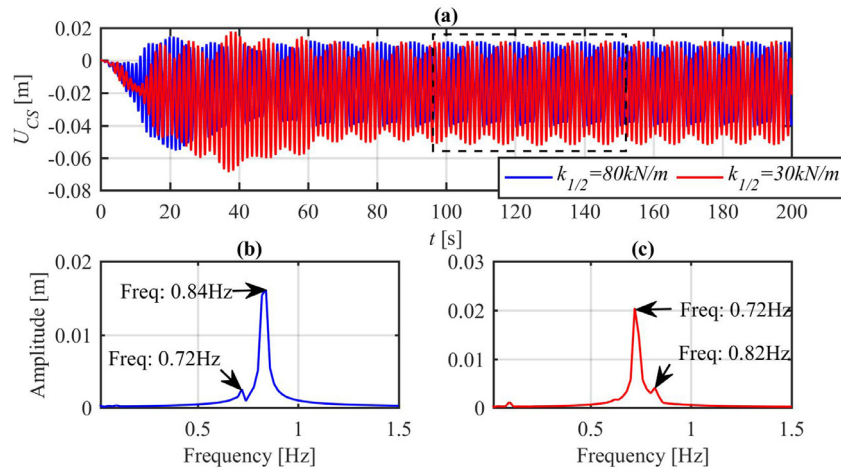 (a)
0.02
0
-0.02
-0.04
-0.06
-0.08
U_CS [m]
0 20 40 60 80 100 120 140 160 180 200
t [s]
k_1/2=80kN/m k_1/2=30kN/m
(b)
0.02
0.01
0
Amplitude [m]
Freq: 0.84Hz
Freq: 0.72Hz
0.5 1 1.5
Frequency [Hz]
(c)
0.03
0.02
0.01
0
Freq: 0.72Hz
Freq: 0.82Hz
0.5 1 1.5
Frequency [Hz]